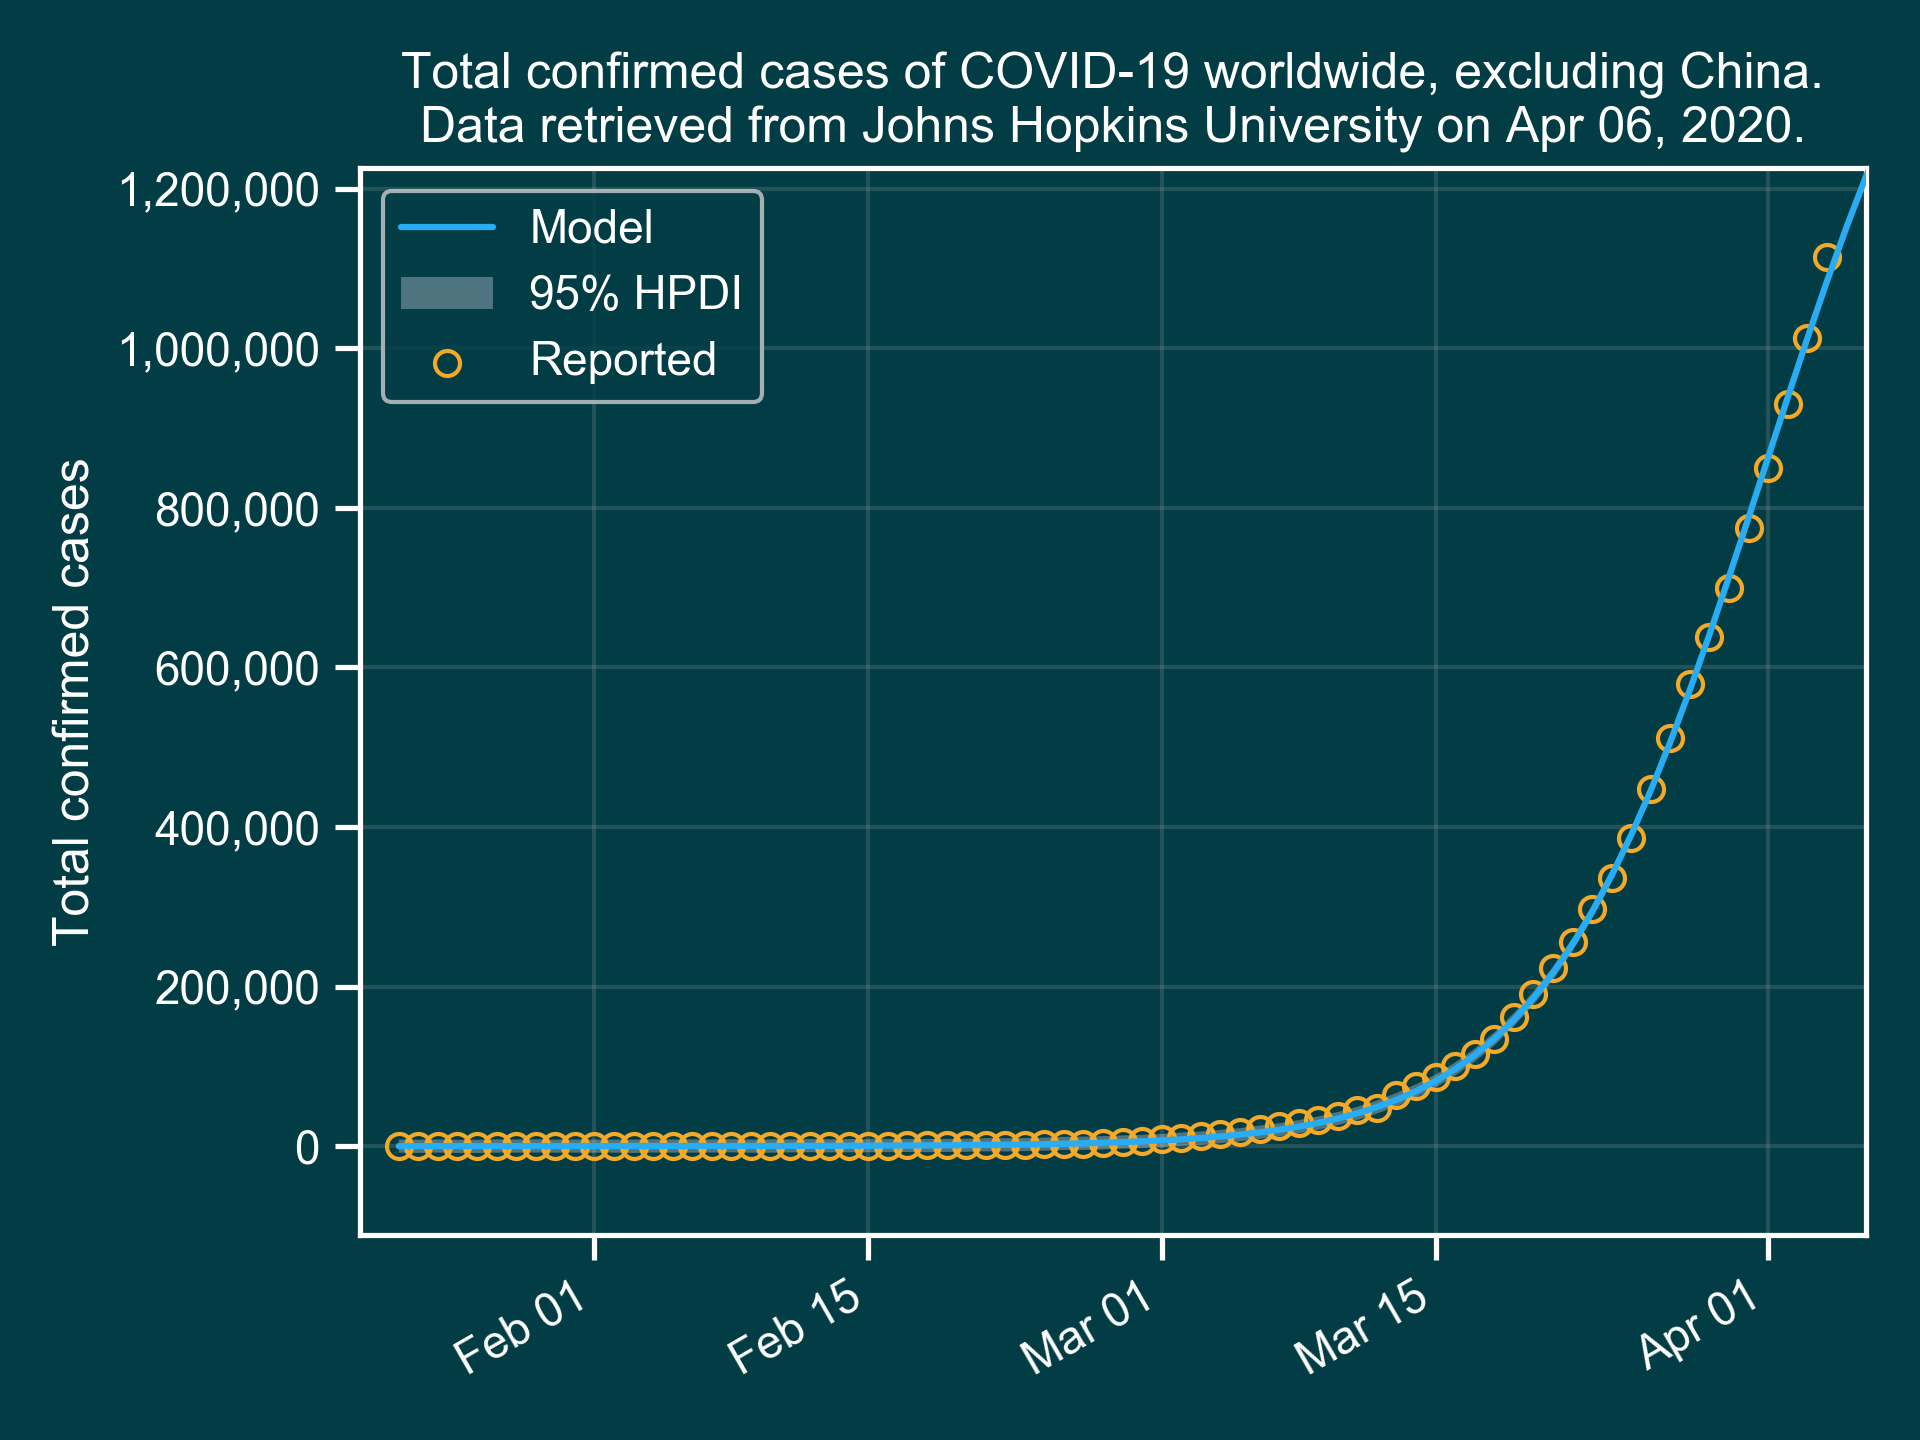 Total confirmed cases of COVID-19 worldwide, excluding China.
Data retrieved from Johns Hopkins University on Apr 06, 2020.
Model
95% HPDI
Reported
Total confirmed cases
1,200,000
1,000,000
800,000
600,000
400,000
200,000
0
Feb 01
Feb 15
Mar 01
Mar 15
Apr 01